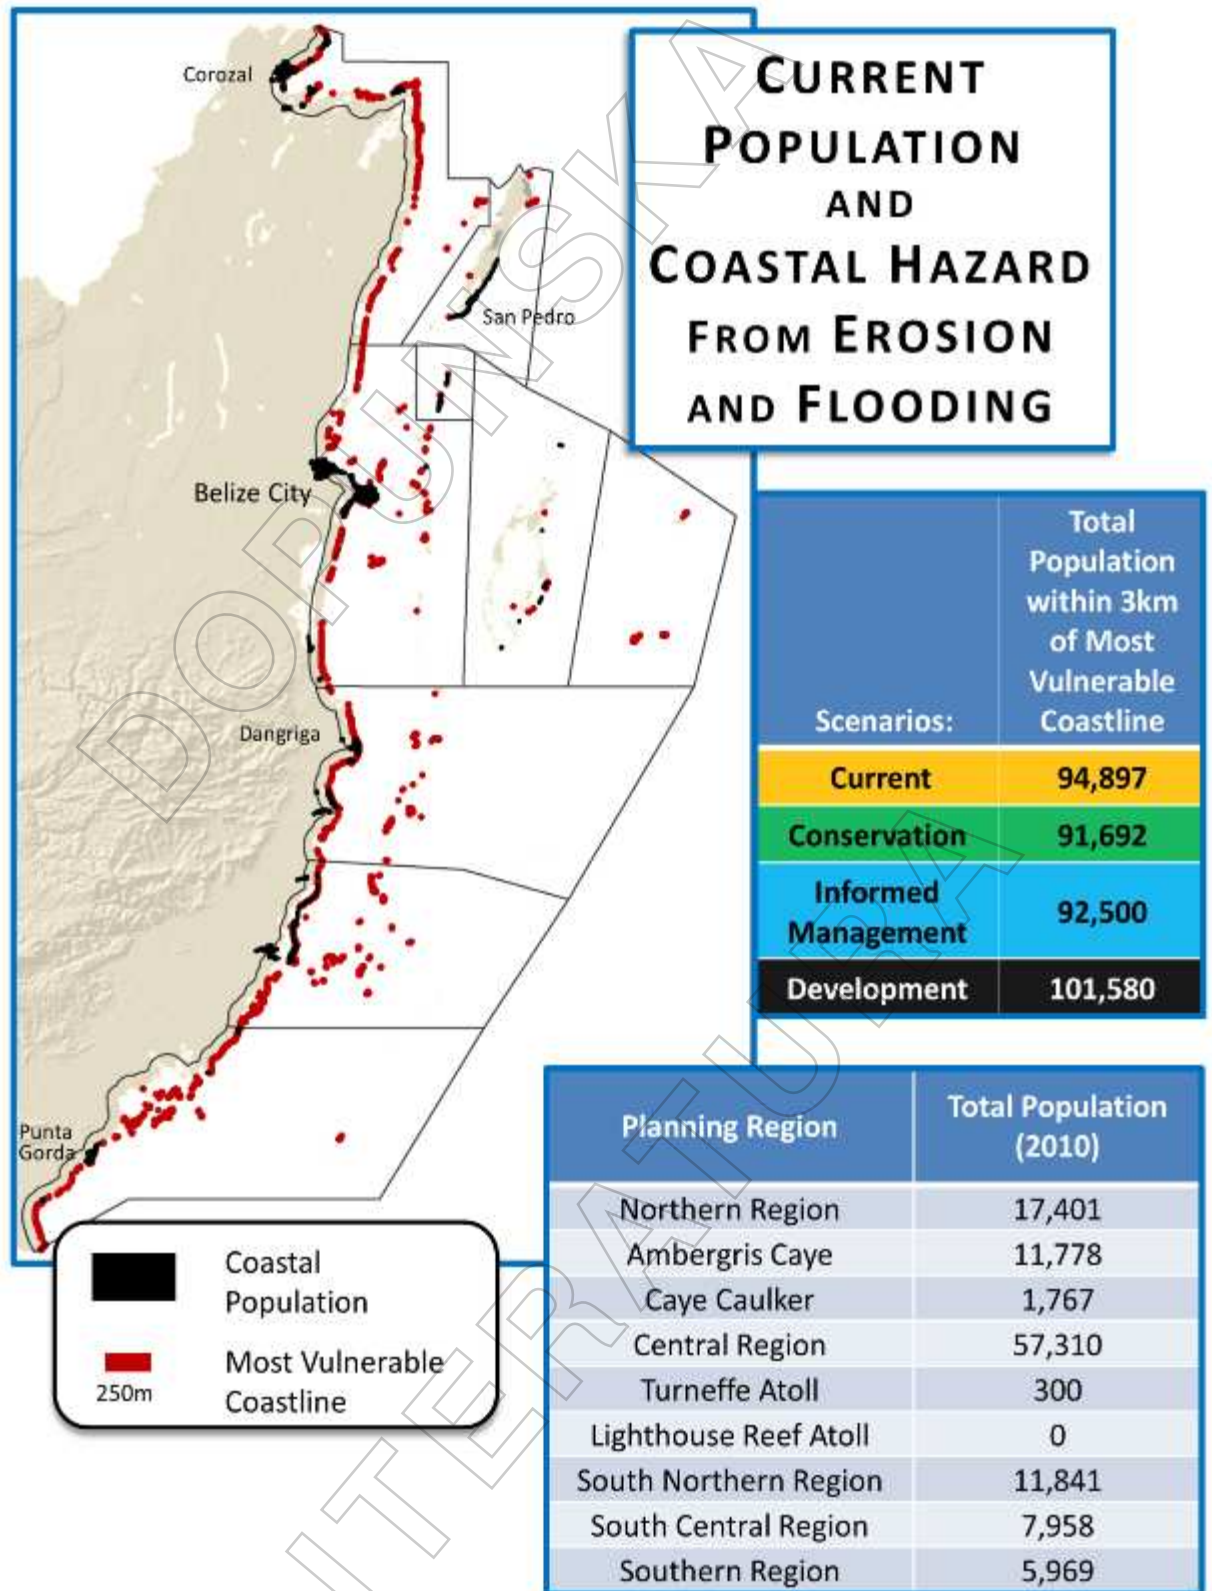 CURRENT
POPULATION
AND
COASTAL HAZARD
FROM EROSION
AND FLOODING
Corozal
San Pedro
Belize City
Dangriga
Punta
Gorda
Scenarios:
Total
Population
within 3km
of Most
Vulnerable
Coastline
Current 94,897
Conservation 91,692
Informed
Management 92,500
Development 101,580
Planning Region
Total Population
(2010)
Northern Region 17,401
Ambergris Caye 11,778
Caye Caulker 1,767
Central Region 57,310
Turneffe Atoll 300
Lighthouse Reef Atoll 0
South Northern Region 11,841
South Central Region 7,958
Southern Region 5,969
Coastal
Population
Most Vulnerable
Coastline
250m
DOPUNSKA
LITERATURA